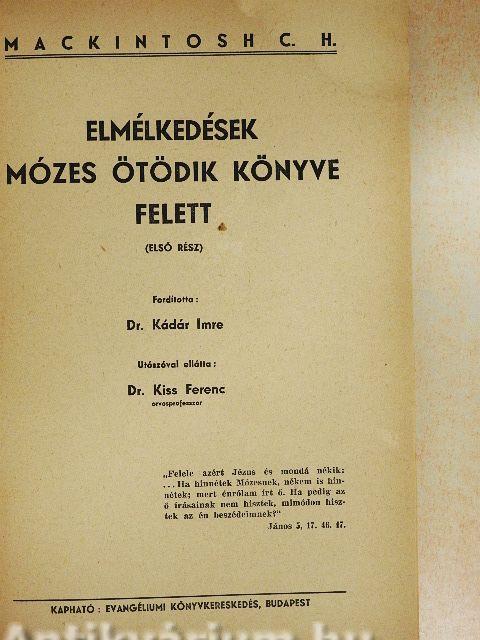 MACKINTOSH C. H.
ELMÉLKEDÉSEK
MÓZES ÖTÖDIK KÖNYVE
FELETT
(ELSŐ RÉSZ)
Fordította :
Dr. Kádár Imre
Utószóval ellátta :
Dr. Kiss Ferenc
orvosprofesszor
„Felele azért Jézus és mondá nékik:
...Ha hinnétek Mózesnek, nékem is hin-
nétek; mert énrólam írt ő. Ha pedig az
ő írásainak nem hisztek, mimódon hisz-
tek az én beszédeimnek?"
János 5, 17. 46. 47.
KAPHATÓ : EVANGÉLIUMI KÖNYVKERESKEDÉS, BUDAPEST
Antikvárium.hu